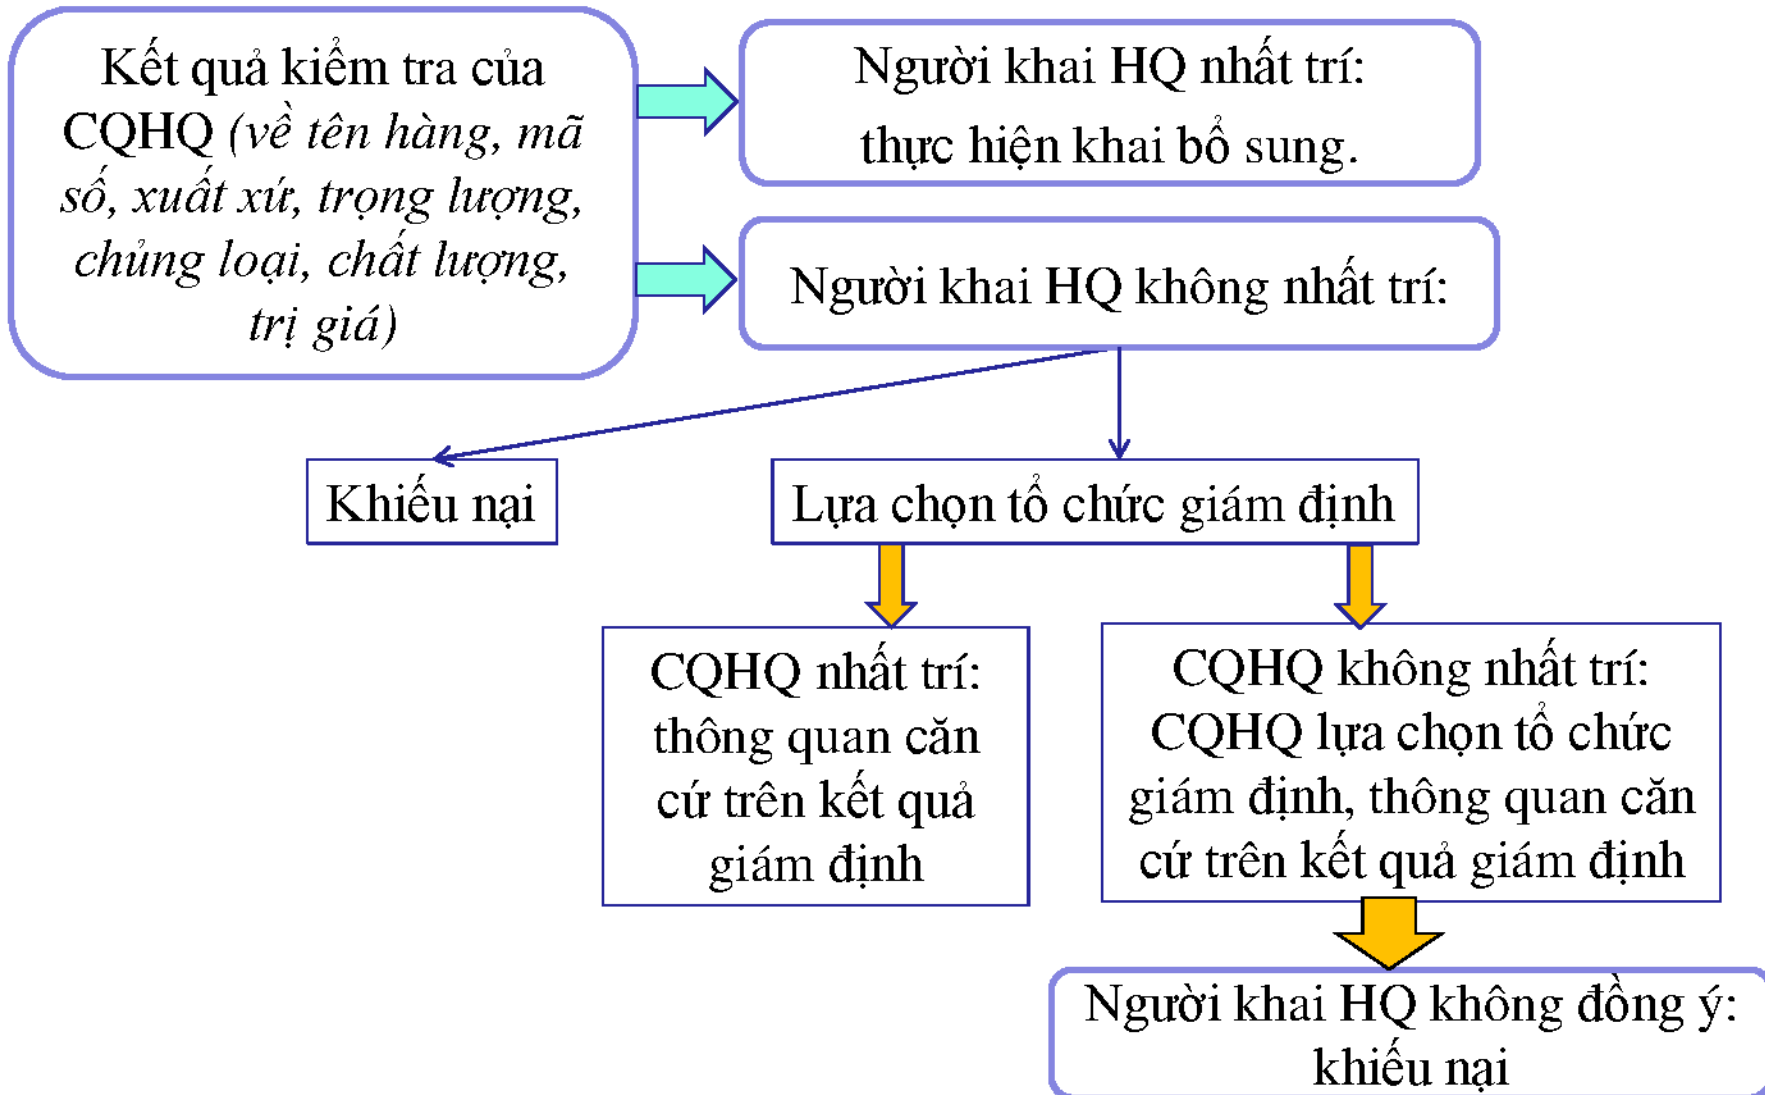 Kết quả kiểm tra của
CQHQ (về tên hàng, mã
số, xuất xứ, trọng lượng,
chủng loại, chất lượng,
trị giá)
Người khai HQ nhất trí:
thực hiện khai bổ sung.
Người khai HQ không nhất trí:
Khiếu nại
Lựa chọn tổ chức giám định
CQHQ nhất trí:
thông quan căn
cứ trên kết quả
giám định
CQHQ không nhất trí:
CQHQ lựa chọn tổ chức
giám định, thông quan căn
cứ trên kết quả giám định
Người khai HQ không đồng ý:
khiếu nại